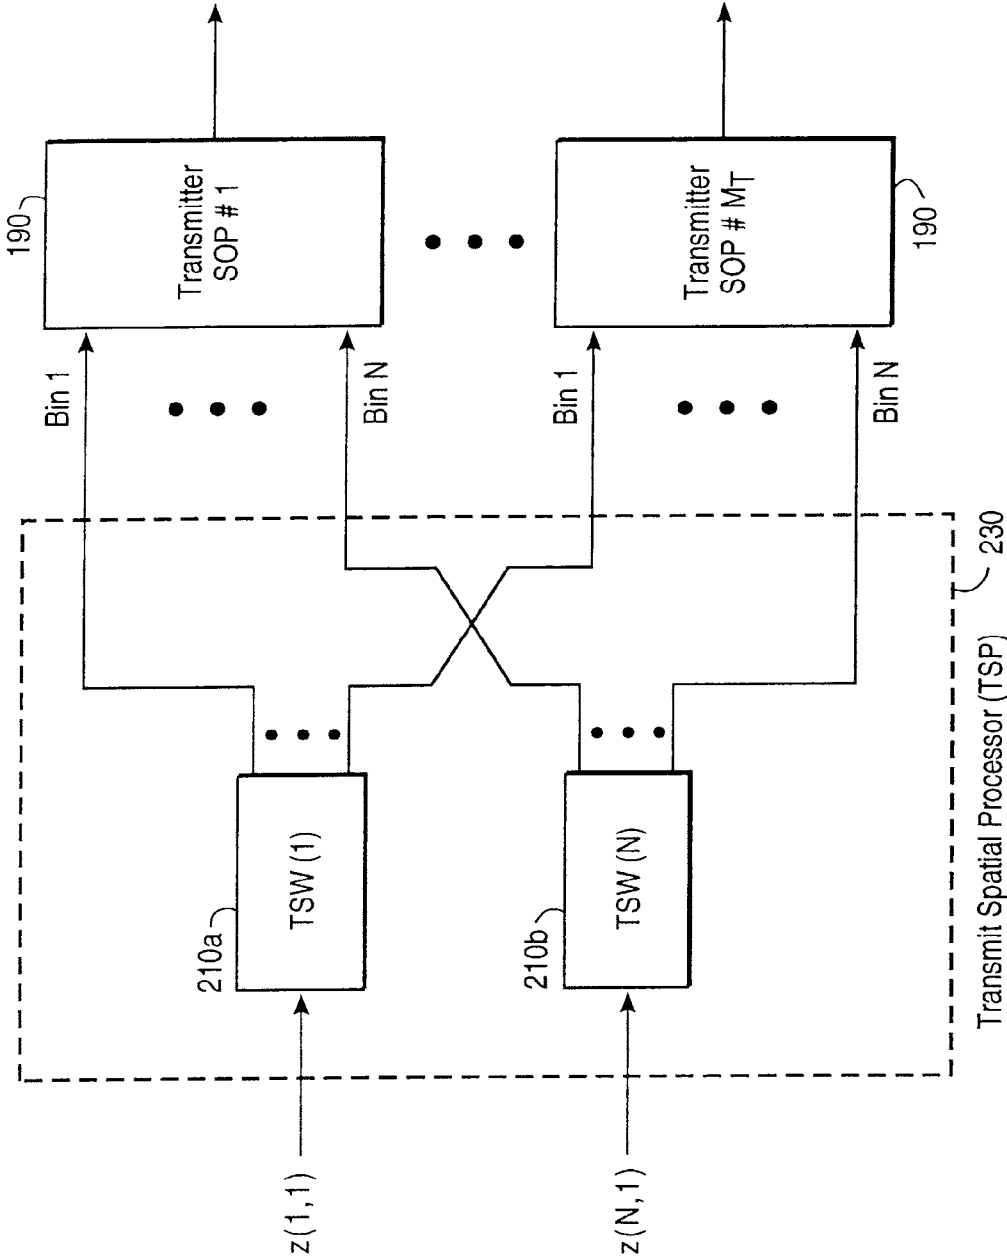 190
Transmitter
SOP # 1
Bin 1
Bin N
190
Transmitter
SOP # MT
Bin 1
Bin N
210a
TSW (1)
z(1,1)
210b
TSW (N)
z(N,1)
230
Transmit Spatial Processor (TSP)